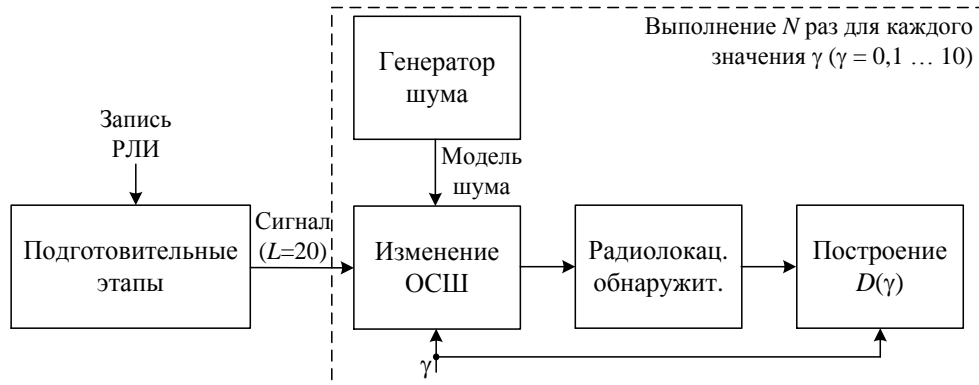 Выполнение N раз для каждого
значения γ (γ = 0,1 … 10)
Генератор
шума
Запись
РЛИ
Модель
шума
Подготовительные
этапы
Сигнал
(L=20)
Изменение
ОСШ
Радиолокац.
обнаружит.
Построение
D(γ)
γ